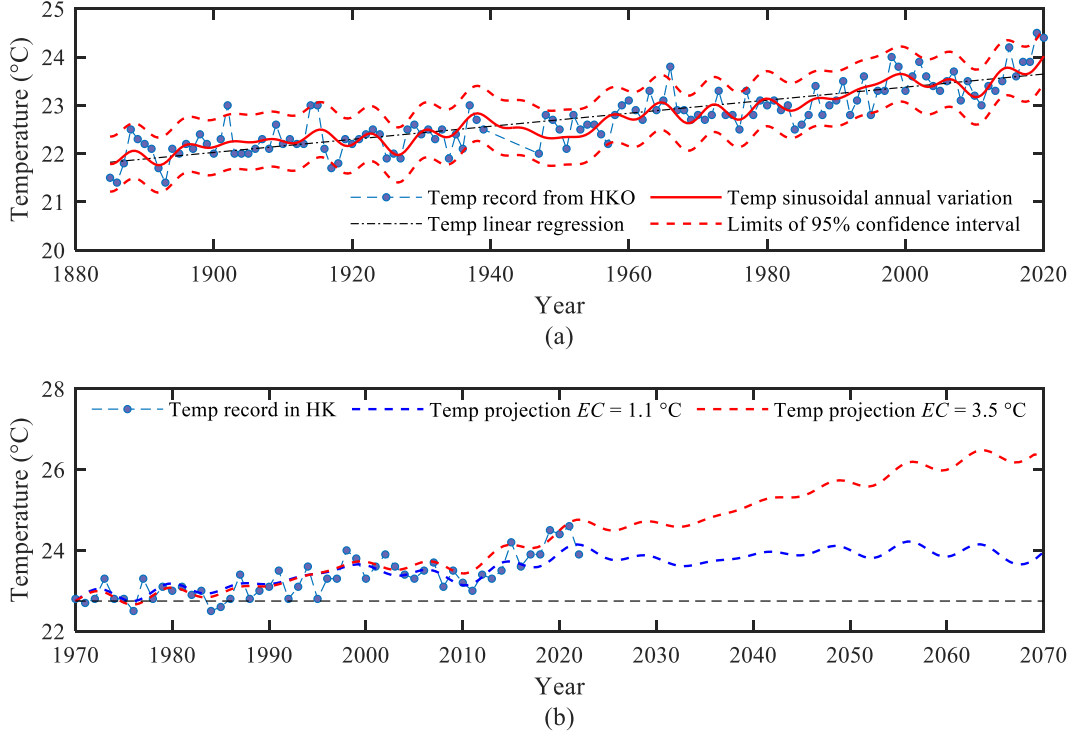 25
24
23
22
21
20
Temperature (°C)
Temp record from HKO
Temp sinusoidal annual variation
Temp linear regression
Limits of 95% confidence interval
1880 1900 1920 1940 1960 1980 2000 2020
Year
(a)
28
26
24
22
Temperature (°C)
Temp record in HK
Temp projection EC = 1.1 °C
Temp projection EC = 3.5 °C
1970 1980 1990 2000 2010 2020 2030 2040 2050 2060 2070
Year
(b)